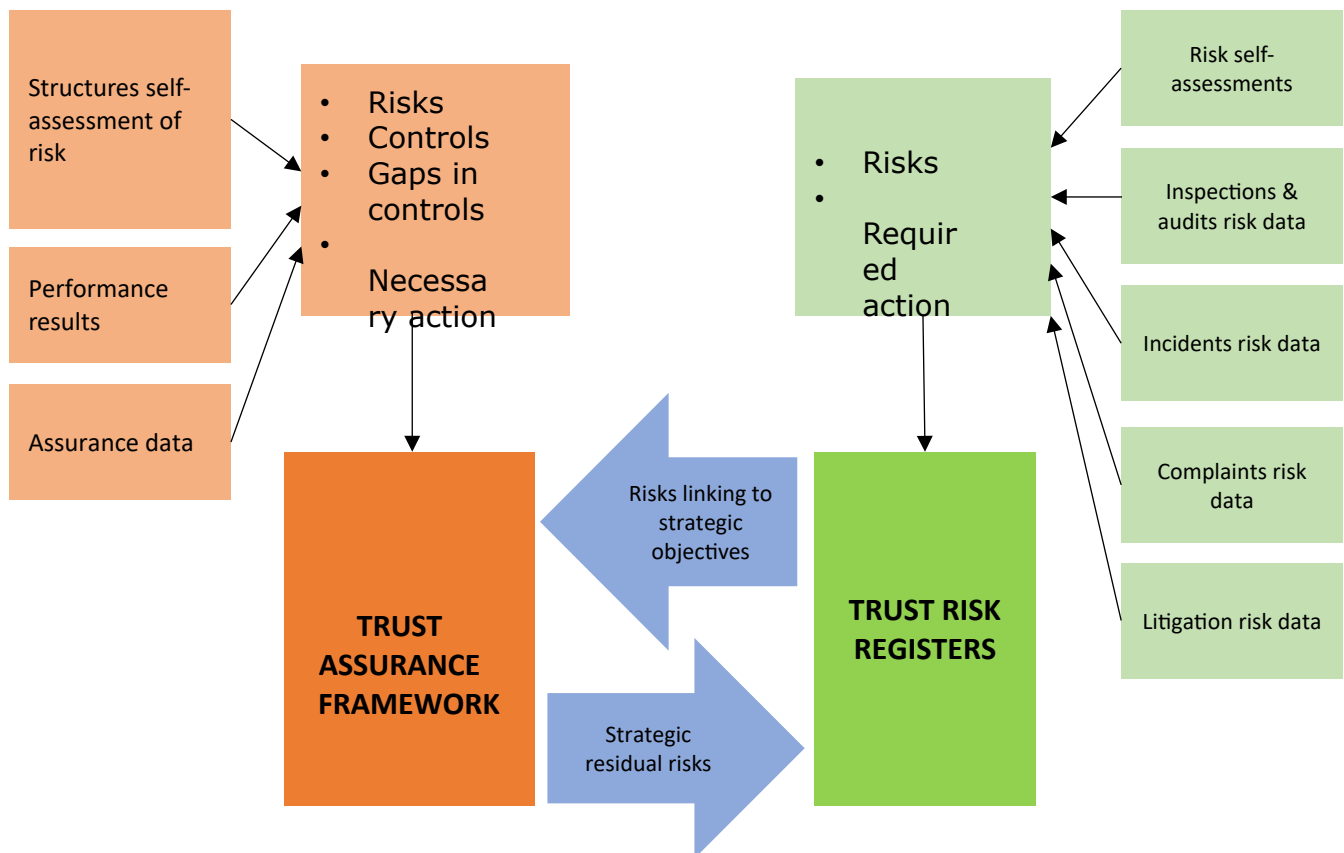 Structures self-
assessment of
risk
Performance
results
Assurance data
• Risks
• Controls
• Gaps in
controls
•
Necessa
ry action
• Risks
•
Requir
ed
action
Risk self-
assessments
Inspections &
audits risk data
Incidents risk data
Complaints risk
data
Litigation risk data
TRUST
ASSURANCE
FRAMEWORK
Risks linking to
strategic
objectives
Strategic
residual risks
TRUST RISK
REGISTERS